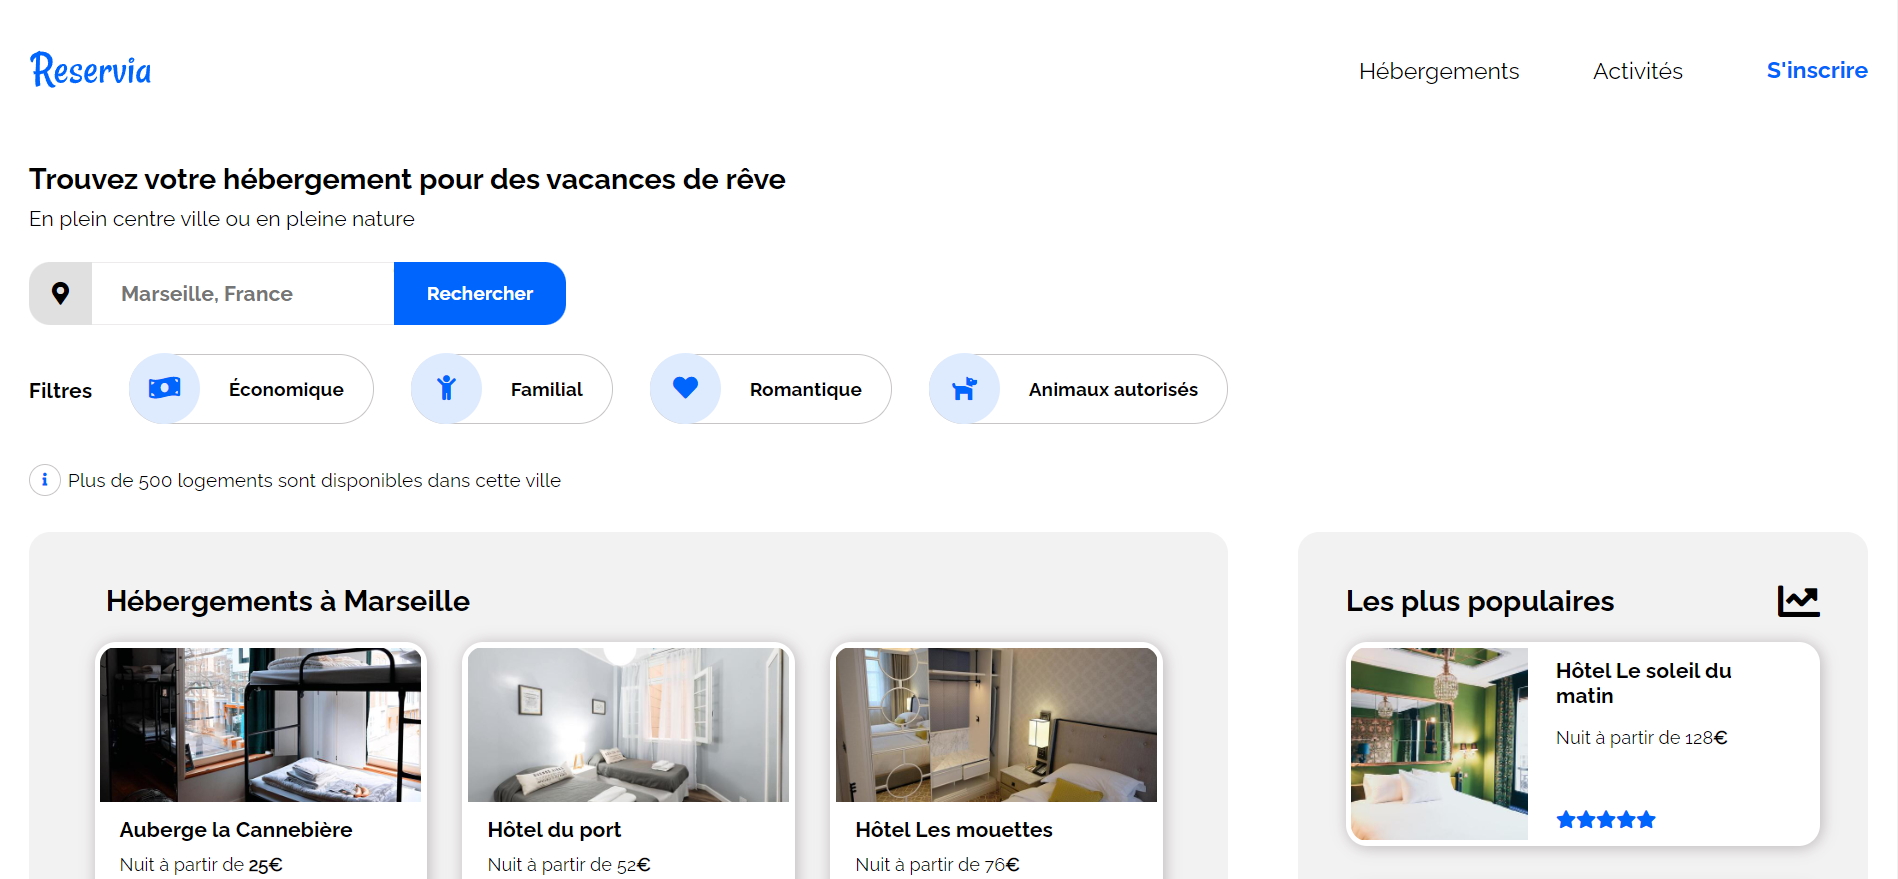 Reservia
Hébergements
Activités
S'inscrire
Trouvez votre hébergement pour des vacances de rêve
En plein centre ville ou en pleine nature
Marseille, France
Rechercher
Filtres
Économique
Familial
Romantique
Animaux autorisés
Plus de 500 logements sont disponibles dans cette ville
Hébergements à Marseille
Auberge la Cannebière
Nuit à partir de 25€
Hôtel du port
Nuit à partir de 52€
Hôtel Les mouettes
Nuit à partir de 76€
Les plus populaires
Hôtel Le soleil du
matin
Nuit à partir de 128€